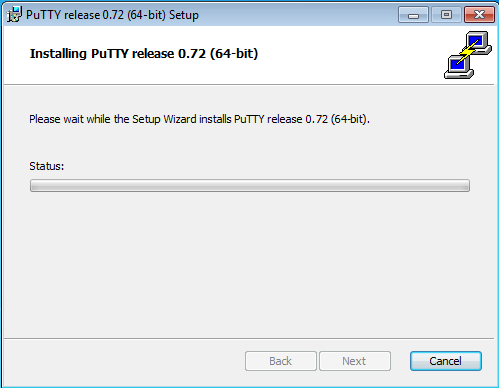 PuTTY release 0.72 (64-bit) Setup
Installing PuTTY release 0.72 (64-bit)
Please wait while the Setup Wizard installs PuTTY release 0.72 (64-bit).
Status:
Back Next Cancel